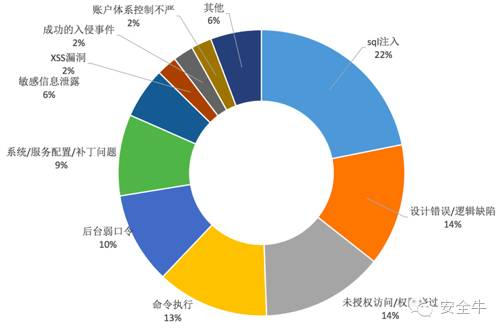 sql注入
22%
设计错误/逻辑缺陷
14%
未授权访问/权 绕过
14%
命令执行
13%
后台弱口令
10%
系统/服务配置/补丁问题
9%
敏感信息泄露
6%
XSS漏洞
2%
成功的入侵事件
2%
账户体系控制不严
2%
其他
6%
安全牛